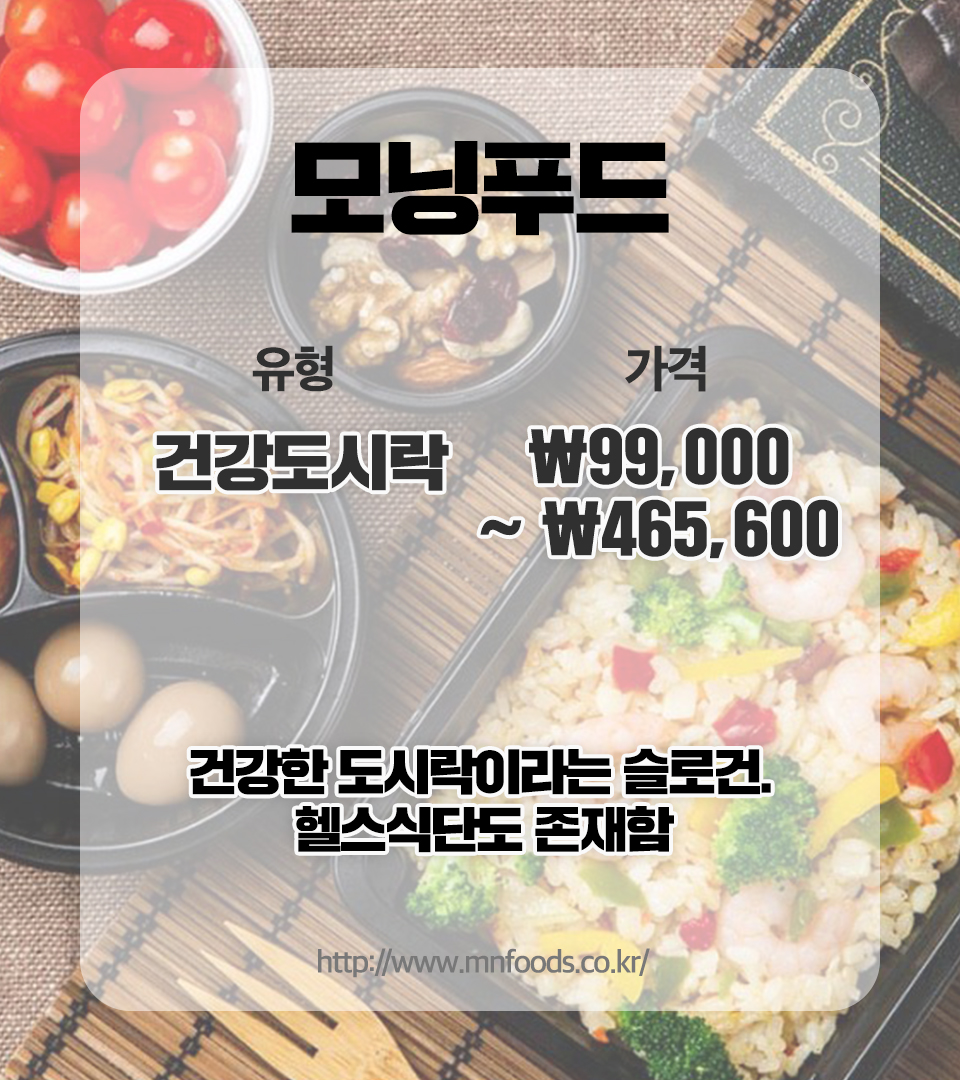 모닝푸드
유형 가격
건강도시락 ₩99,000
~ ₩465,600
건강한 도시락이라는 슬로건.
헬스식단도 존재함
http://www.mnfoods.co.kr/